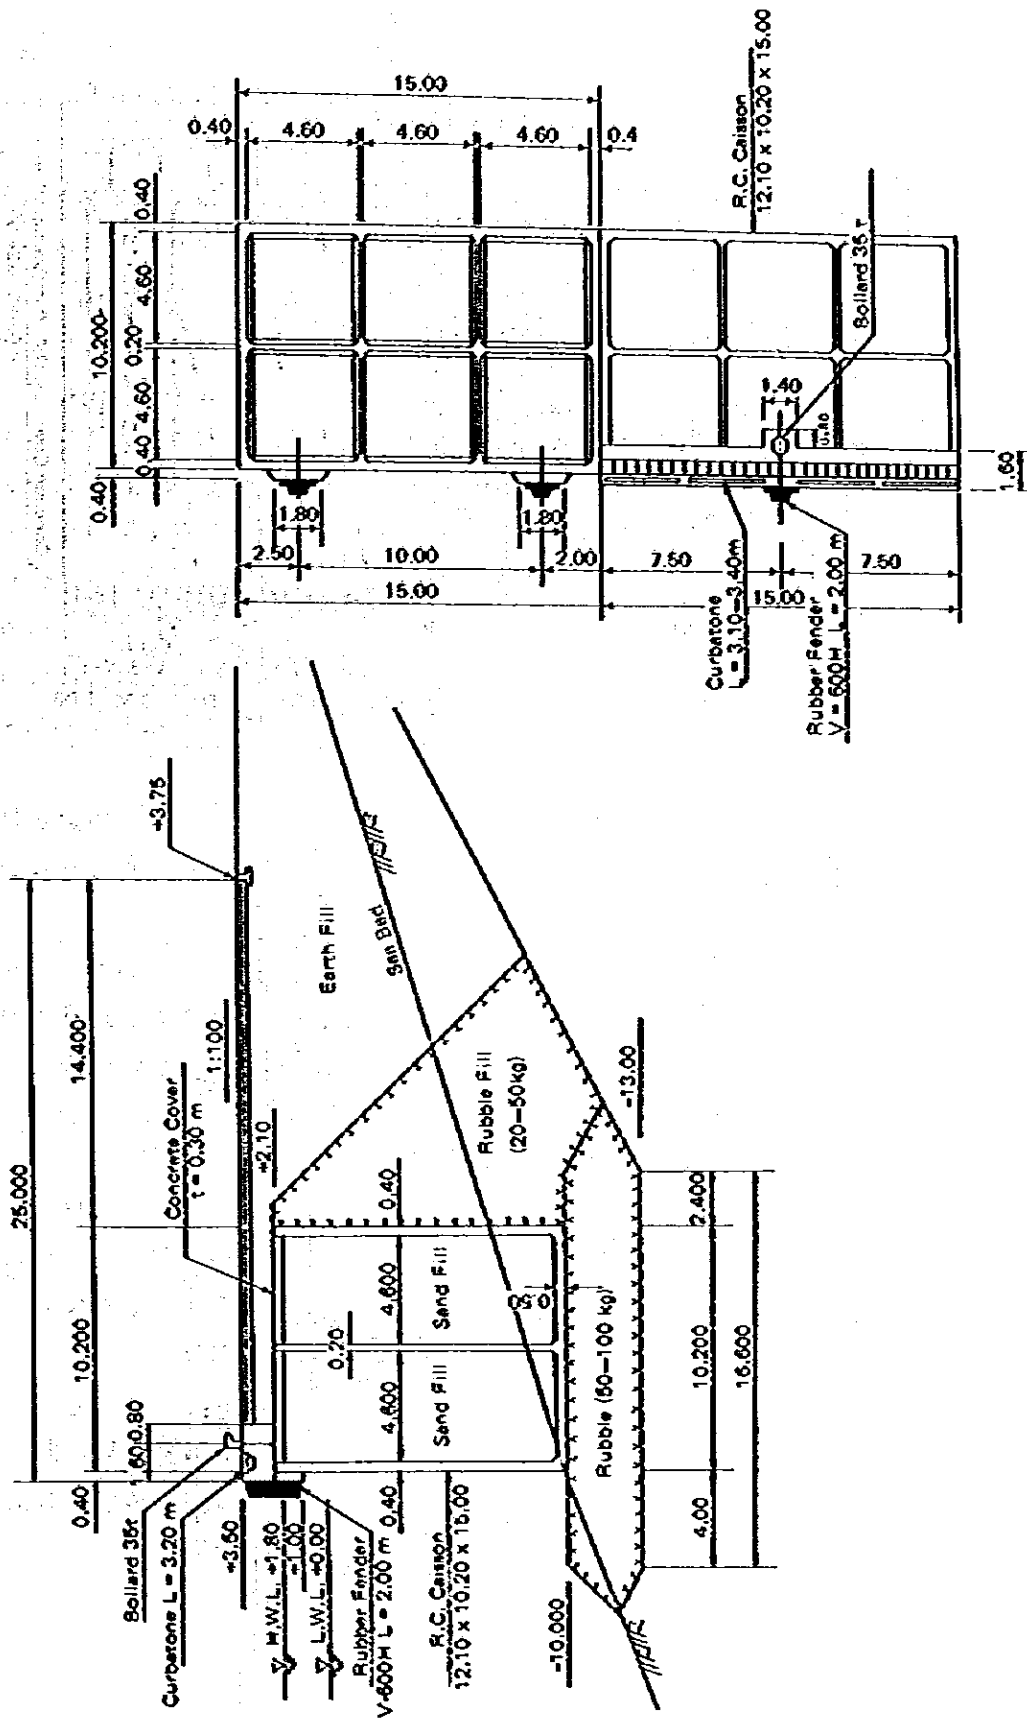 25.000
0.40
10.200
14.400
Bollard 35t
Curbstone L = 3.20 m
1.60
0.80
Concrete Cover
t = 0.30 m
1:100
+3.75
+3.50
H.W.L. +1.80
+1.00
L.W.L. +0.00
Rubber Fender
V-600H L = 2.00 m
+2.10
0.20
0.40
4.600
4.600
0.40
Sand Fill
Sand Fill
R.C. Caisson
12.10 x 10.20 x 15.00
Earth Fill
Sea Bed
Rubble Fill
(20-50kg)
0.50
-10.000
Rubble (50-100 kg)
-13.00
4.00
10.200
2.400
16.600
0.40
0.40
4.60
0.20
4.60
0.40
10.200
15.00
0.40
4.60
4.60
4.60
0.4
R.C. Caisson
12.10 x 10.20 x 15.00
Bollard 35T
1.40
0.80
1.60
1.80
1.80
2.50
10.00
2.00
7.50
7.50
15.00
15.00
Curbstone
L = 3.10-3.40m
Rubber Fender
V = 600H L = 2.00 m